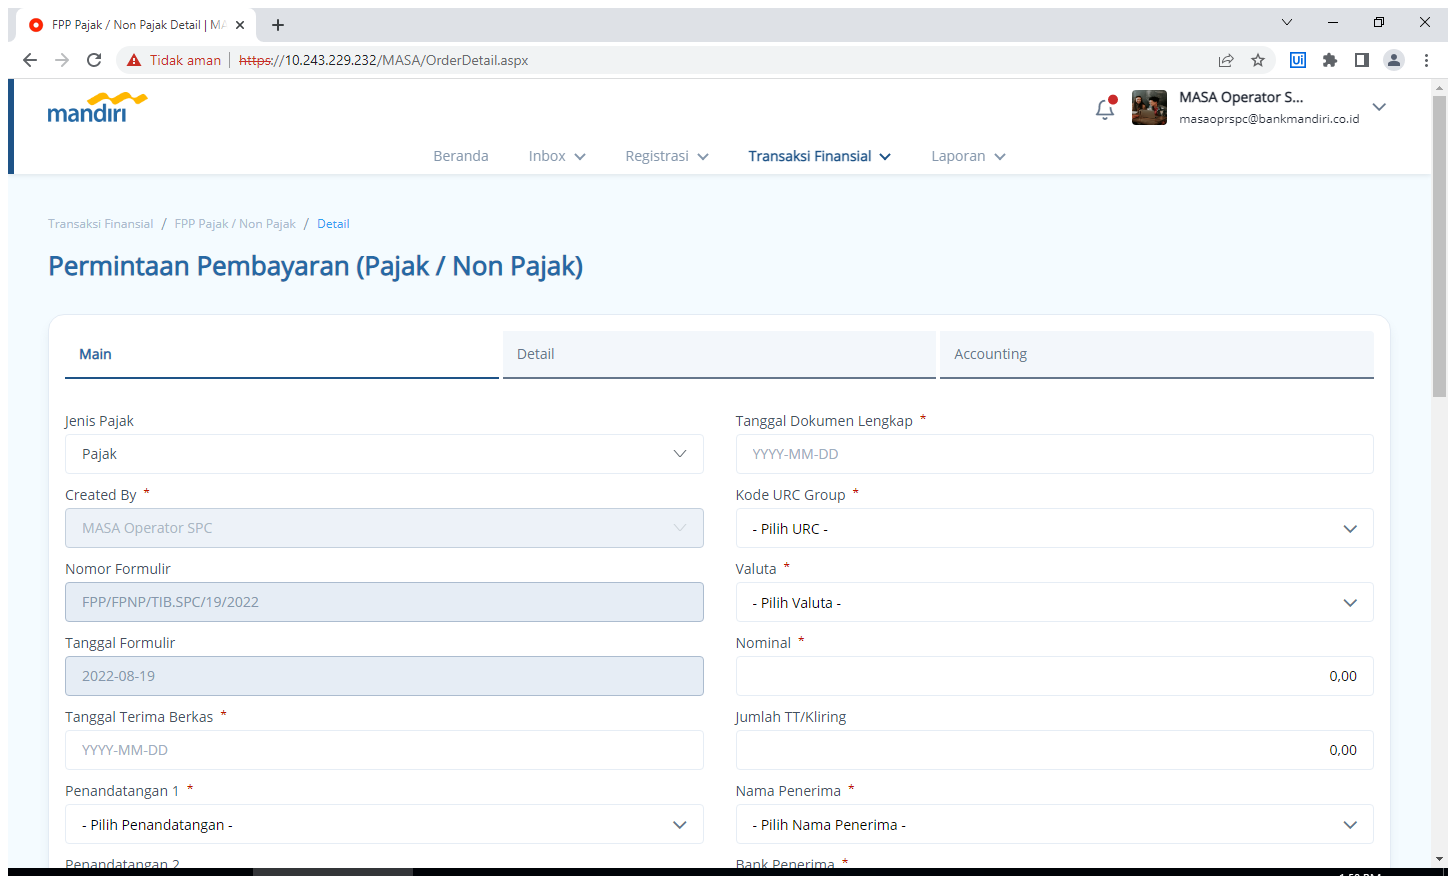 FPP Pajak / Non Pajak Detail | MA
Tidak aman
https://10.243.229.232/MASA/OrderDetail.aspx
mandiri
MASA Operator S...
masaoprspc@bankmandiri.co.id
Beranda
Inbox
Registrasi
Transaksi Finansial
Laporan
Transaksi Finansial / FPP Pajak / Non Pajak / Detail
Permintaan Pembayaran (Pajak / Non Pajak)
Main
Detail
Accounting
Jenis Pajak
Pajak
Tanggal Dokumen Lengkap *
YYYY-MM-DD
Created By *
MASA Operator SPC
Kode URC Group *
- Pilih URC -
Nomor Formulir
FPP/FPNP/TIB.SPC/19/2022
Valuta *
- Pilih Valuta -
Tanggal Formulir
2022-08-19
Nominal *
0,00
Tanggal Terima Berkas *
YYYY-MM-DD
Jumlah TT/Kliring
0,00
Penandatangan 1 *
- Pilih Penandatangan -
Nama Penerima *
- Pilih Nama Penerima -
Penandatangan 2
Bank Penerima *